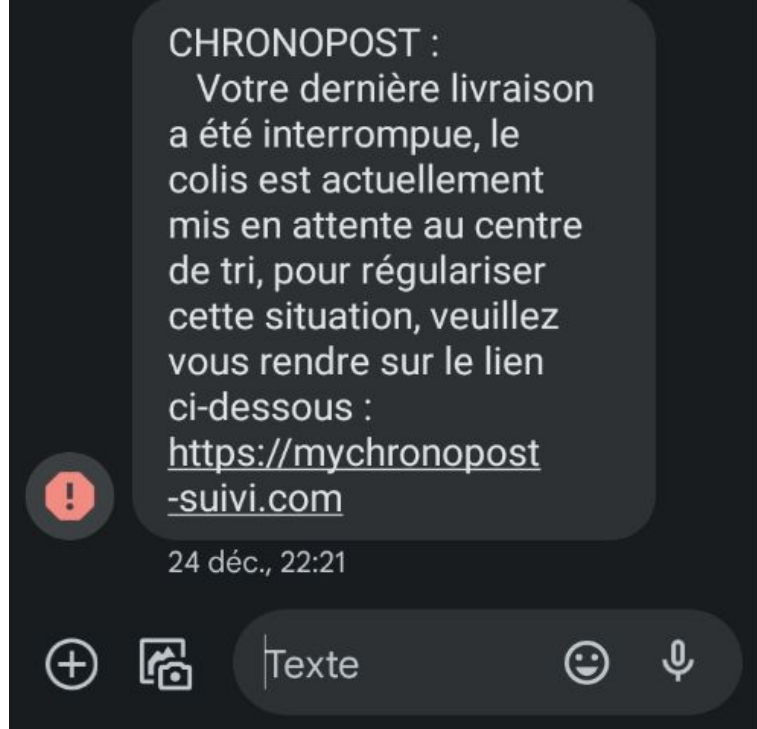 CHRONOPOST :
Votre dernière livraison
a été interrompue, le
colis est actuellement
mis en attente au centre
de tri, pour régulariser
cette situation, veuillez
vous rendre sur le lien
ci-dessous :
https://mychronopost
-suivi.com
24 déc., 22:21
Texte